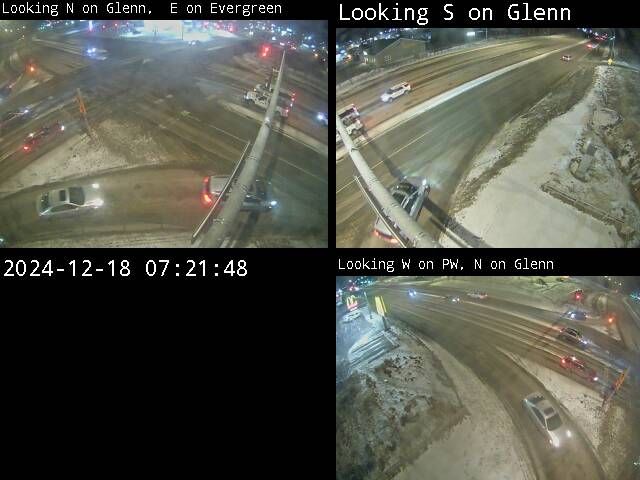 Looking N on Glenn, E on Evergreen
Looking S on Glenn
2024-12-18 07:21:48
Looking W on PW, N on Glenn